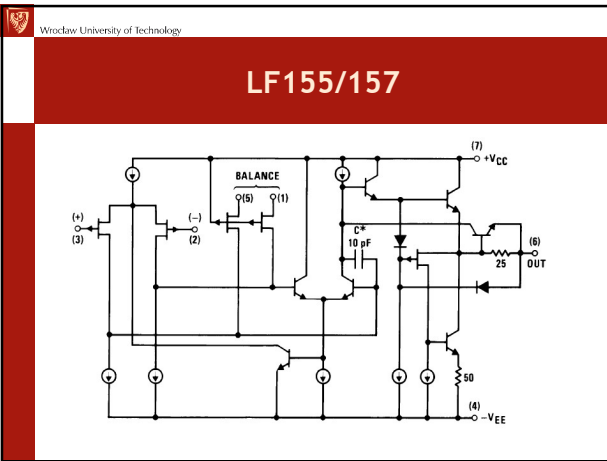 Wrocław University of Technology
LF155/157
(7)
+VCC
BALANCE
(5) (1)
(+)
(3)
(−)
(2)
C*
10 pF
(6)
OUT
25
50
(4)
−VEE